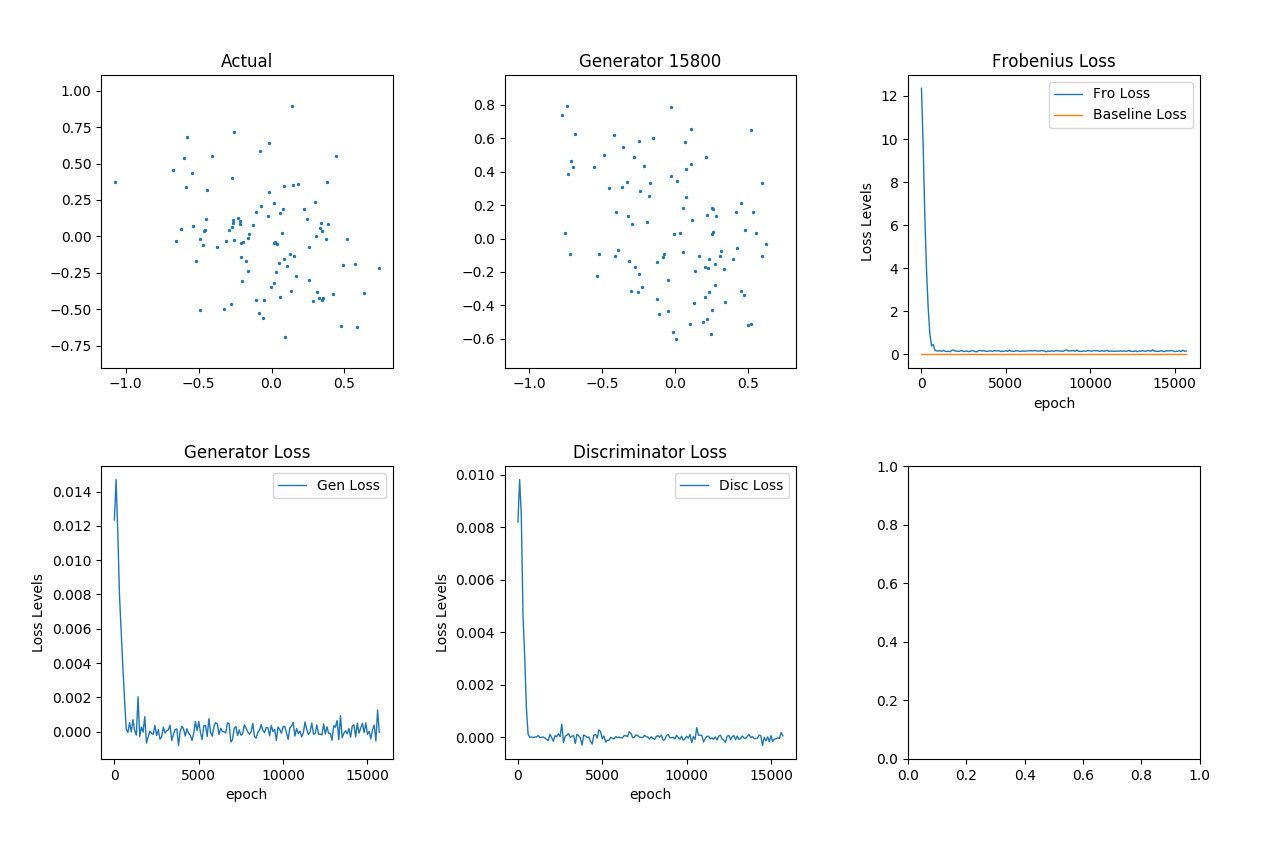 Actual
1.00
0.75
0.50
0.25
0.00
−0.25
−0.50
−0.75
−1.0 −0.5 0.0 0.5
Generator 15800
0.8
0.6
0.4
0.2
0.0
−0.2
−0.4
−0.6
−1.0 −0.5 0.0 0.5
Frobenius Loss
Fro Loss
Baseline Loss
Loss Levels
12
10
8
6
4
2
0
0 5000 10000 15000
epoch
Generator Loss
Gen Loss
Loss Levels
0.014
0.012
0.010
0.008
0.006
0.004
0.002
0.000
0 5000 10000 15000
epoch
Discriminator Loss
Disc Loss
Loss Levels
0.010
0.008
0.006
0.004
0.002
0.000
0 5000 10000 15000
epoch
1.0
0.8
0.6
0.4
0.2
0.0
0.0 0.2 0.4 0.6 0.8 1.0